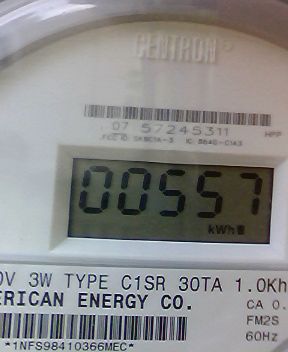 CENTRON
07 57245311
HPP
00557
kWh
0V 3W TYPE C1SR 30TA 1.0Kh
ERICAN ENERGY CO.
CA 0.
FM2S
60Hz
*1NFS98410366MEC*